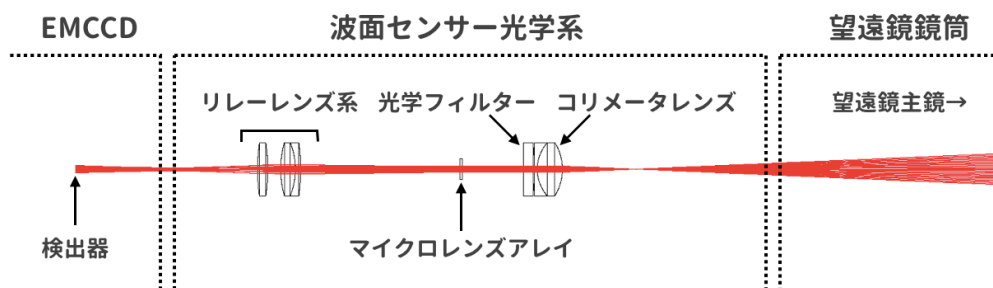 EMCCD
波面センサー光学系
望遠鏡鏡筒
リレーレンズ系
光学フィルター
コリメータレンズ
望遠鏡主鏡→
検出器
マイクロレンズアレイ